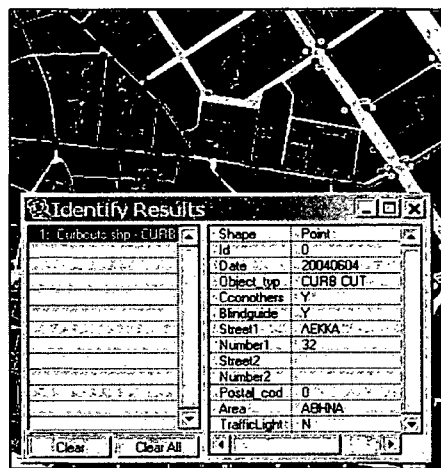 Identify Results
1: Curbcuts.shp - CURB
Shape Point
Id 0
Date 20040604
Object_typ CURB CUT
Cconothers Y
Blindguide Y
Street1 ΛΕΚΚΑ
Number1 32
Street2
Number2
Postal_cod 0
Area ΑΘΗΝΑ
TrafficLight N
Clear Clear All